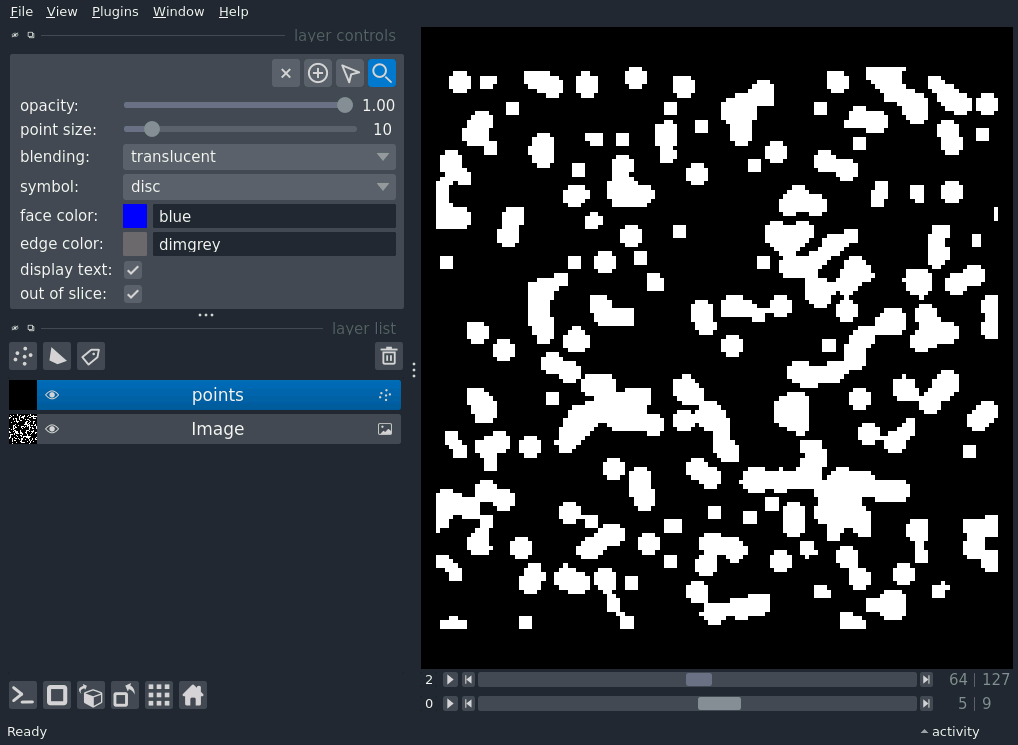 File View Plugins Window Help
layer controls
opacity: 1.00
point size: 10
blending: translucent
symbol: disc
face color: blue
edge color: dimgrey
display text:
out of slice:
layer list
points
Image
2 64 | 127
0 5 | 9
Ready activity